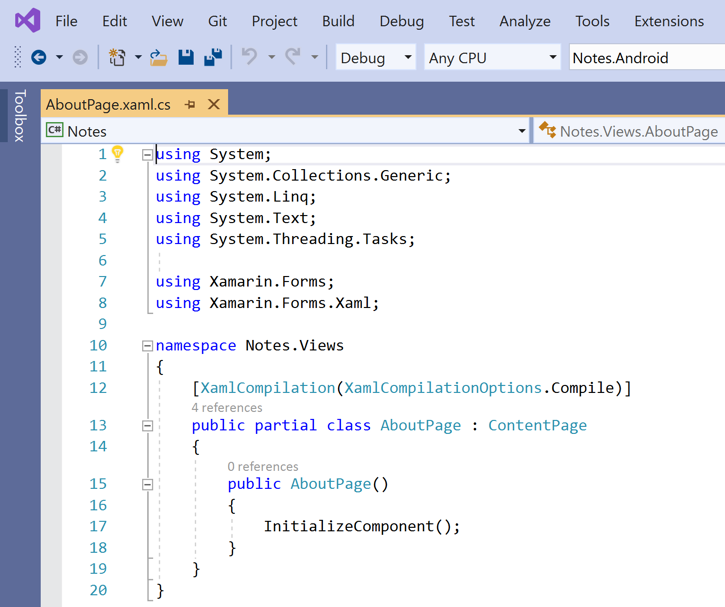 File Edit View Git Project Build Debug Test Analyze Tools Extensions
Debug Any CPU Notes.Android
Toolbox
AboutPage.xaml.cs
C# Notes Notes.Views.AboutPage
1 using System;
2 using System.Collections.Generic;
3 using System.Linq;
4 using System.Text;
5 using System.Threading.Tasks;
6
7 using Xamarin.Forms;
8 using Xamarin.Forms.Xaml;
9
10 namespace Notes.Views
11 {
12 [XamlCompilation(XamlCompilationOptions.Compile)]
4 references
13 public partial class AboutPage : ContentPage
14 {
0 references
15 public AboutPage()
16 {
17 InitializeComponent();
18 }
19 }
20 }